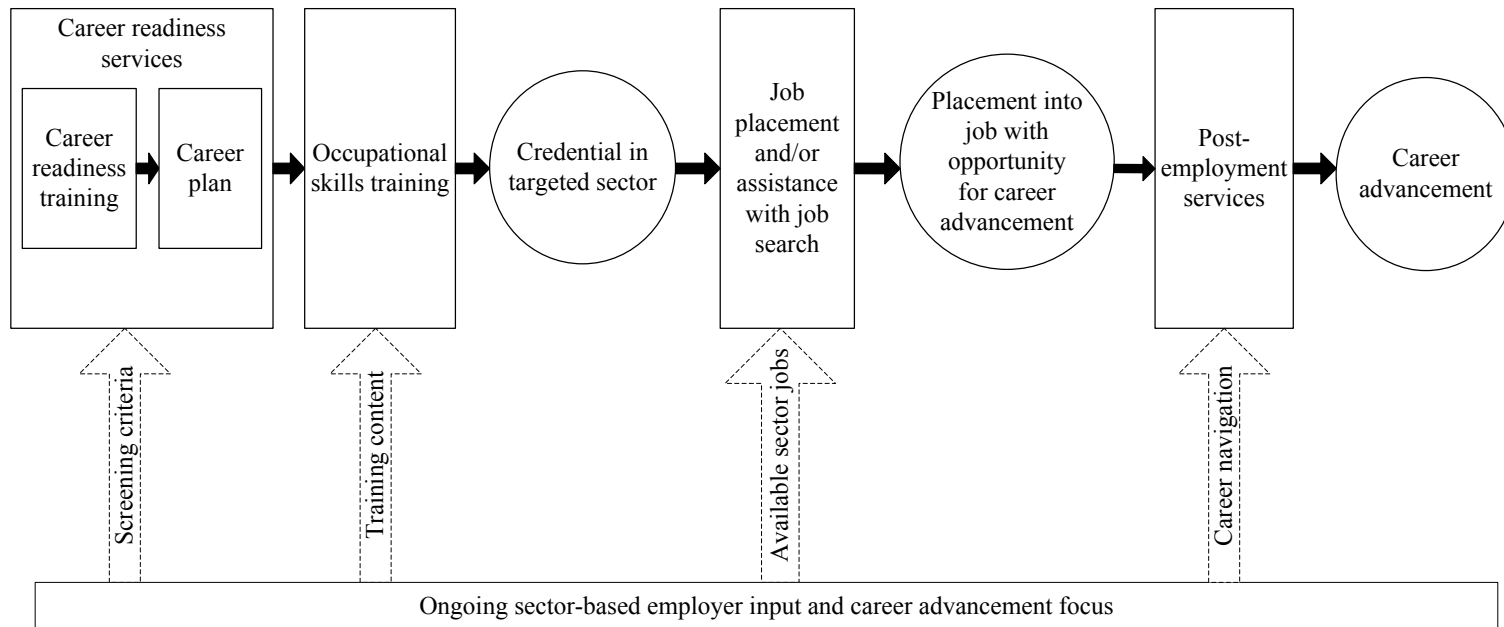 Career readiness
services
Career
readiness
training
Career
plan
Occupational
skills training
Credential in
targeted sector
Job
placement
and/or
assistance
with job
search
Placement into
job with
opportunity
for career
advancement
Post-
employment
services
Career
advancement
Screening criteria
Training content
Available sector jobs
Career navigation
Ongoing sector-based employer input and career advancement focus